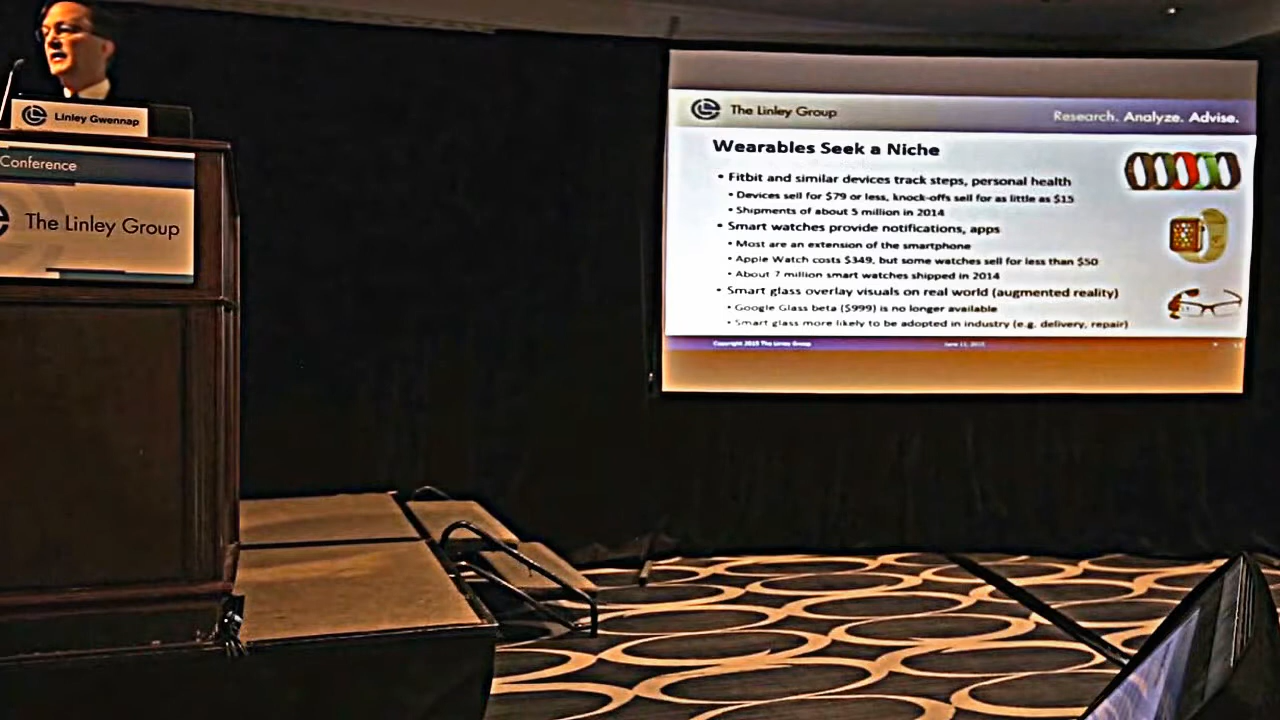 Linley Gwennap
Conference
The Linley Group
The Linley Group
Research. Analyze. Advise.
Wearables Seek a Niche
• Fitbit and similar devices track steps, personal health
• Devices sell for $79 or less, knock-offs sell for as little as $15
• Shipments of about 5 million in 2014
• Smart watches provide notifications, apps
• Most are an extension of the smartphone
• Apple Watch costs $349, but some watches sell for less than $50
• About 7 million smart watches shipped in 2014
• Smart glass overlay visuals on real world (augmented reality)
• Google Glass beta ($999) is no longer available
• Smart glass more likely to be adopted in industry (e.g. delivery, repair)
Copyright 2015 The Linley Group